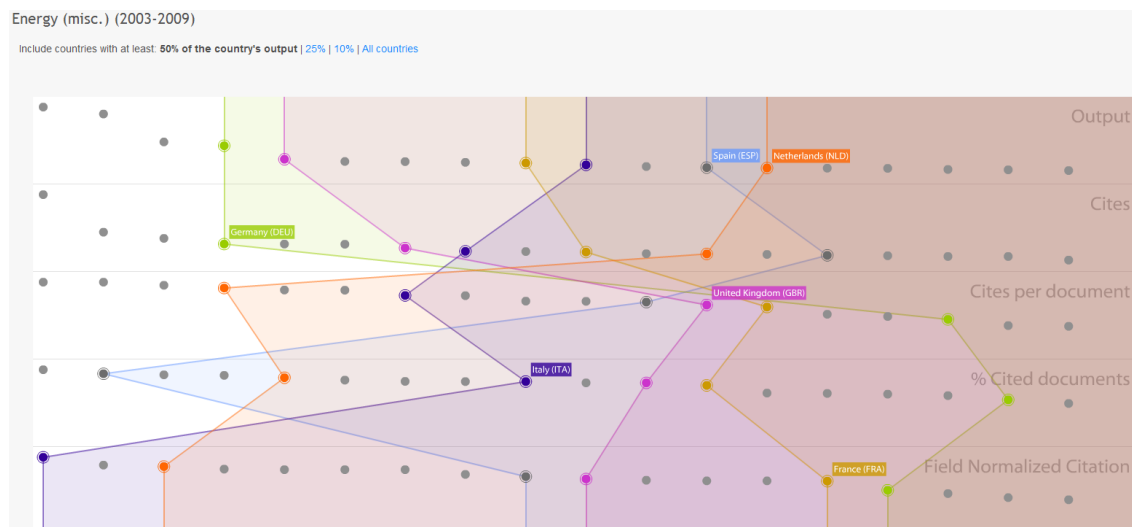 Energy (misc.) (2003-2009)
Include countries with at least: 50% of the country's output | 25% | 10% | All countries
Output
Spain (ESP)
Netherlands (NLD)
Cites
Germany (DEU)
Cites per document
United Kingdom (GBR)
Italy (ITA)
% Cited documents
France (FRA)
Field Normalized Citation